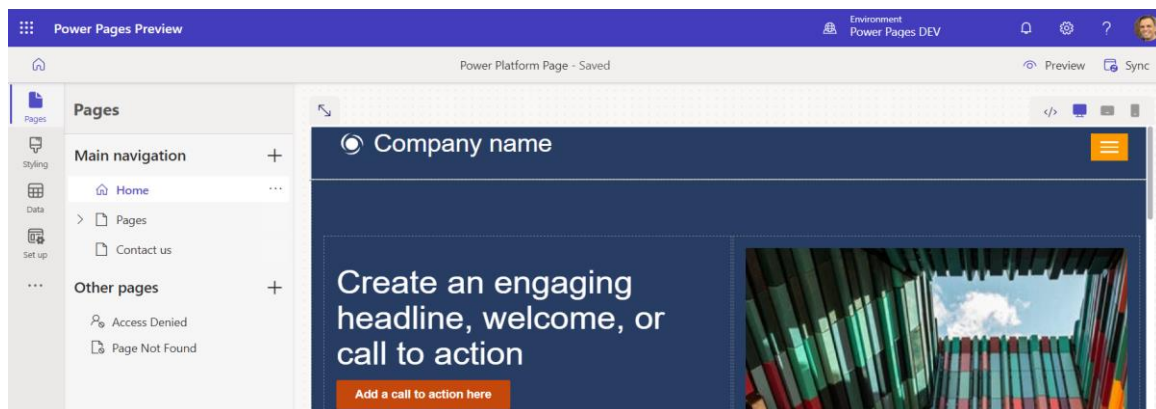 Power Pages Preview
Environment
Power Pages DEV
?
Power Platform Page - Saved
Preview
Sync
Pages
Styling
Data
Set up
...
Pages
Main navigation +
Home ...
> Pages
Contact us
Other pages +
Access Denied
Page Not Found
</>
Company name
Create an engaging
headline, welcome, or
call to action
Add a call to action here